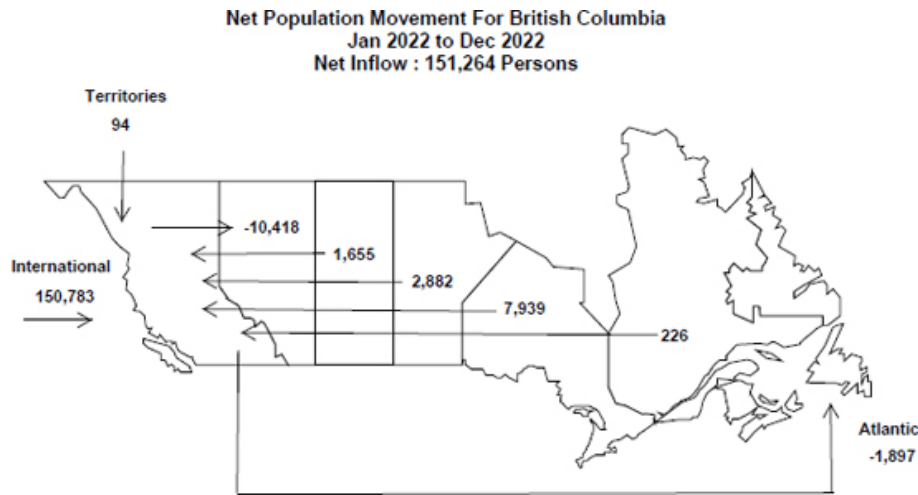 Net Population Movement For British Columbia
Jan 2022 to Dec 2022
Net Inflow : 151,264 Persons
Territories
94
-10,418
1,655
International
2,882
150,783
7,939
226
Atlantic
-1,897